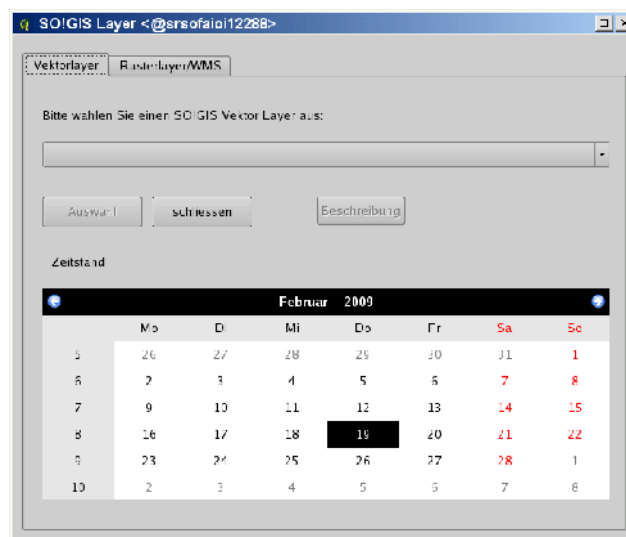 SO!GIS Layer <@srsofaioi12288>
Vektorlayer Rasterlayer/WMS
Bitte wahlen Sie einen SO!GIS Vektor Layer aus:
Auswahl schliessen Beschreibung
Zeitstand
Februar 2009
Mo Di Mi Do Fr Sa So
5 26 27 28 29 30 31 1
6 2 3 4 5 6 7 8
7 9 10 11 12 13 14 15
8 16 17 18 19 20 21 22
9 23 24 25 26 27 28 1
10 2 3 4 5 6 7 8